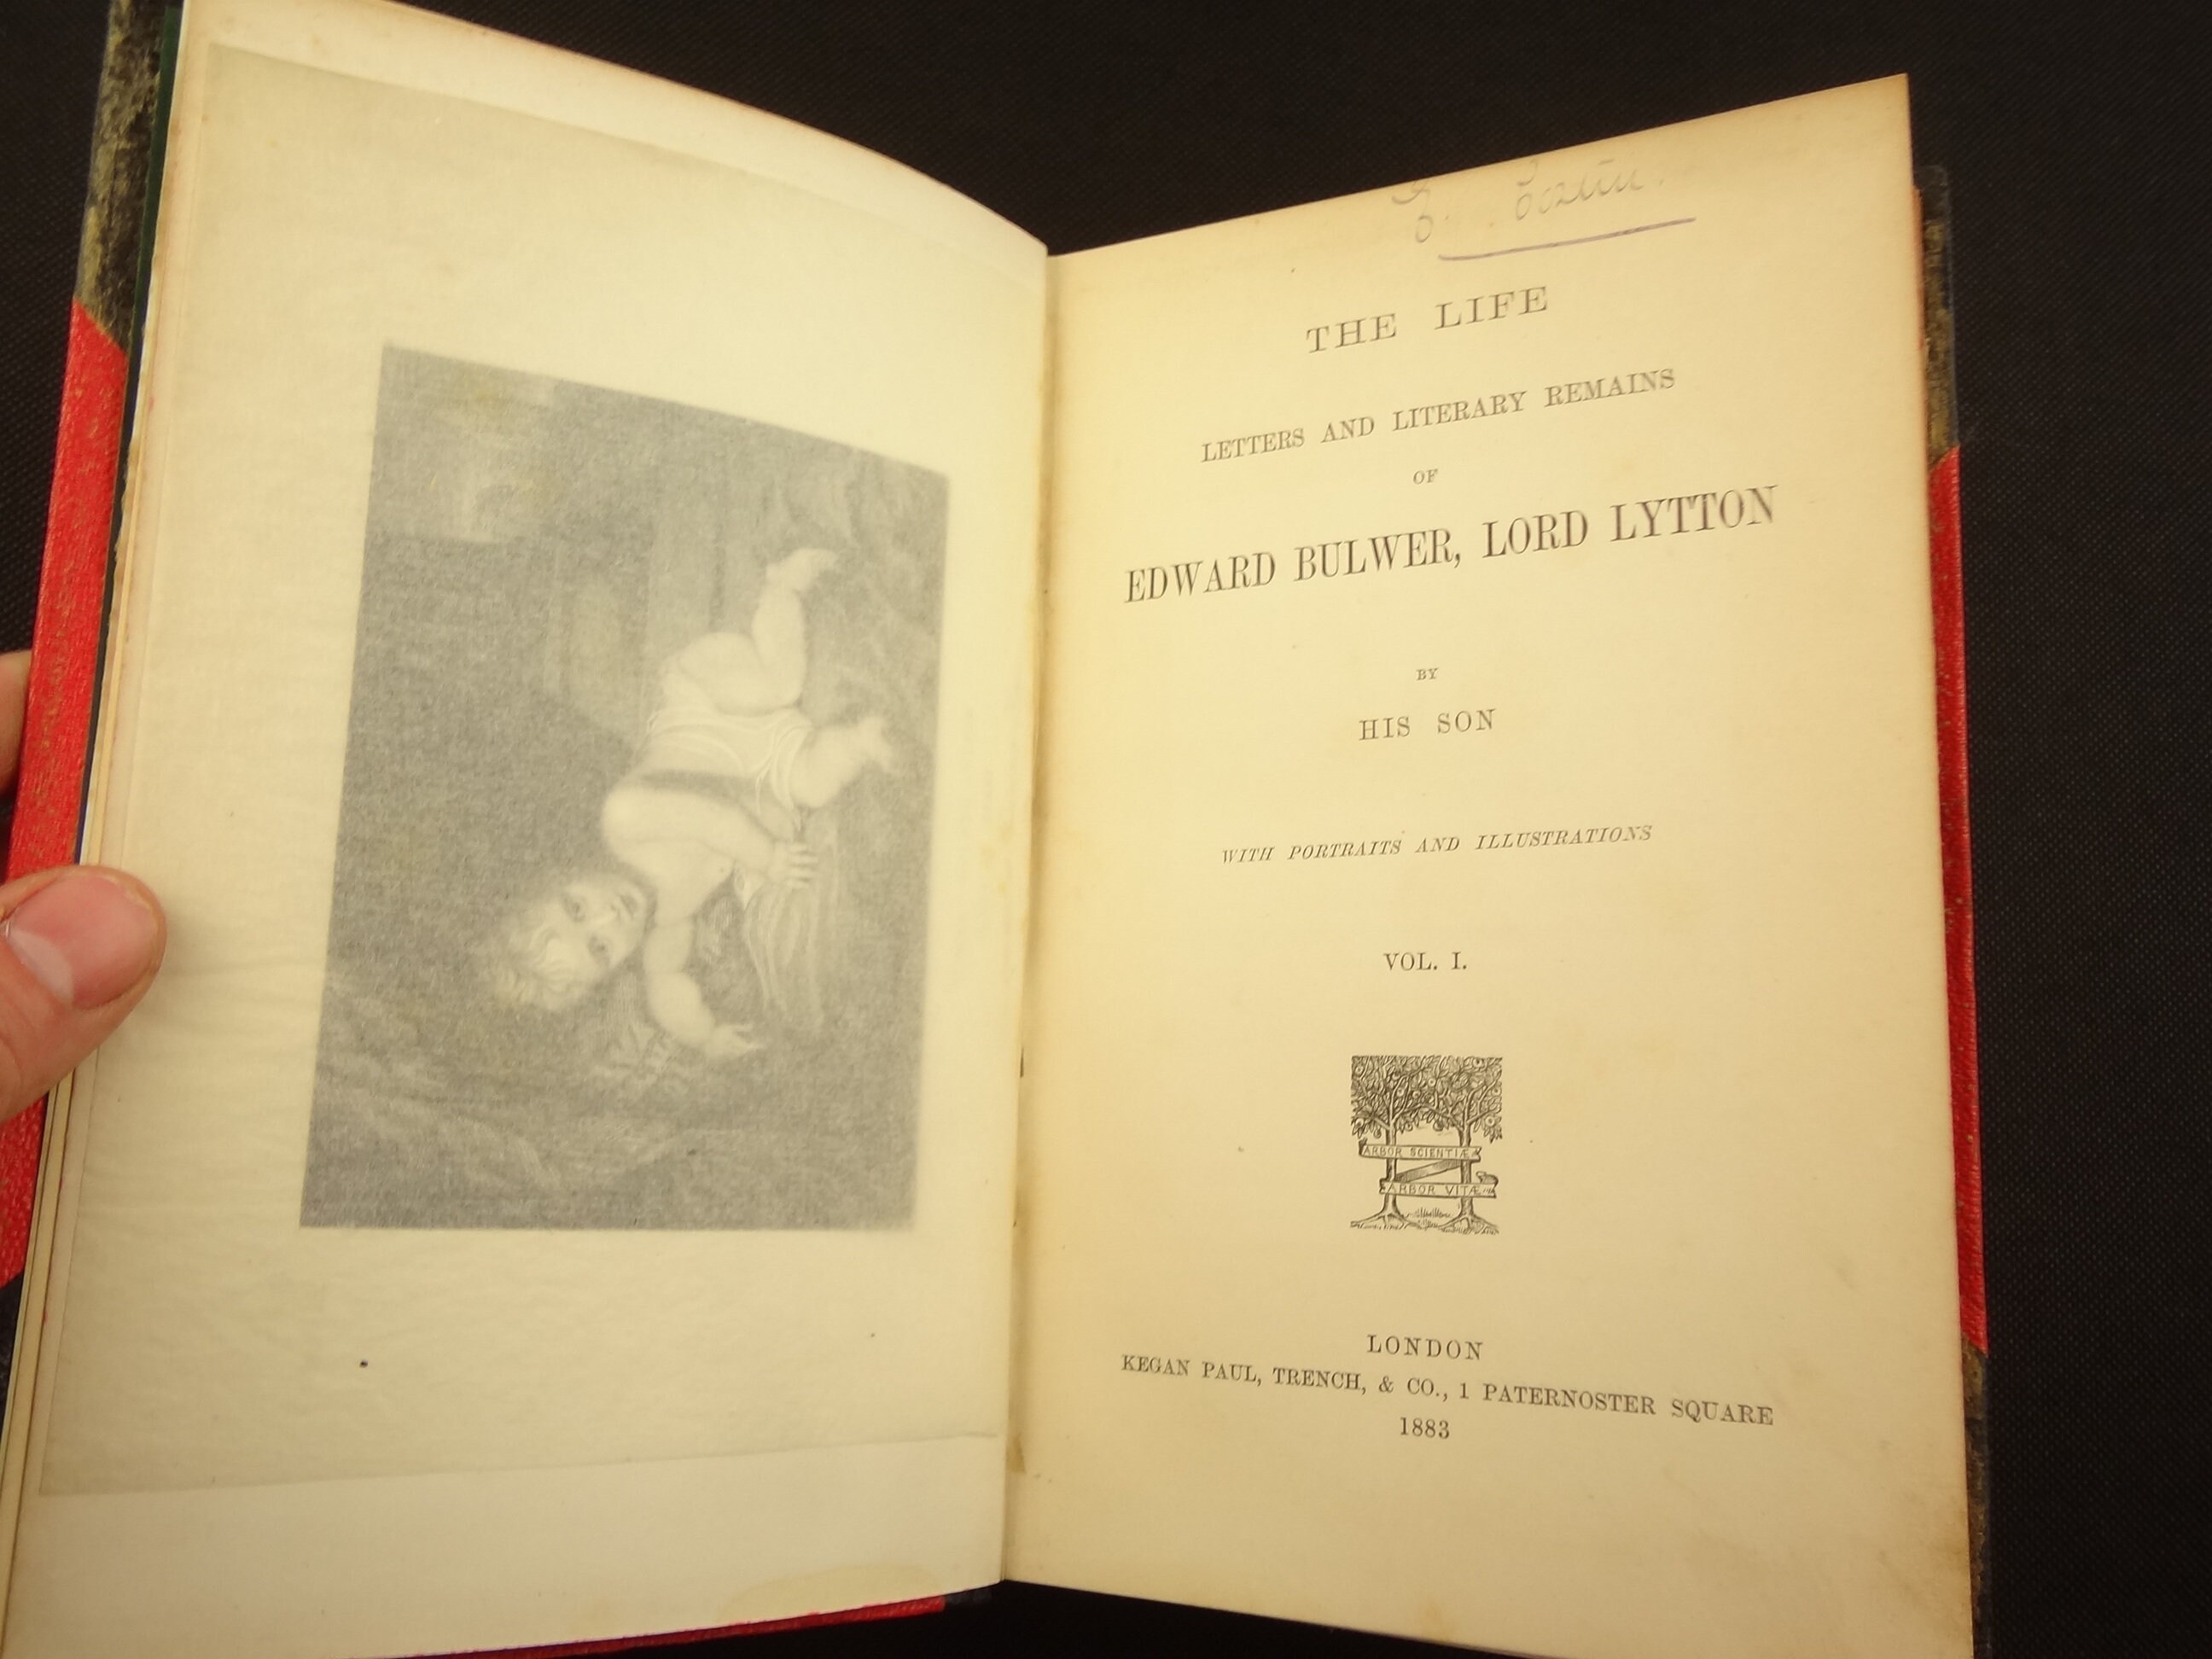 THE LIFE
LETTERS AND LITERARY REMAINS
OF
EDWARD BULWER, LORD LYTTON
BY
HIS SON
WITH PORTRAITS AND ILLUSTRATIONS
VOL. I.
ARBOR SCIENTIÆ
ARBOR VITÆ
LONDON
KEGAN PAUL, TRENCH, & CO., 1 PATERNOSTER SQUARE
1883